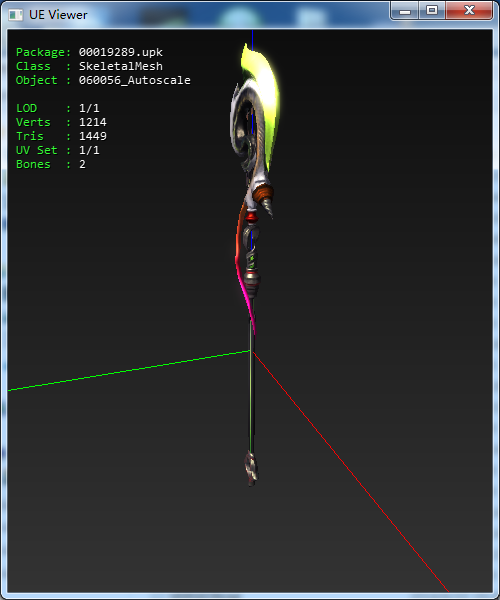 UE Viewer
Package: 00019289.upk
Class : SkeletalMesh
Object : 060056_Autoscale
LOD : 1/1
Verts : 1214
Tris : 1449
UV Set : 1/1
Bones : 2